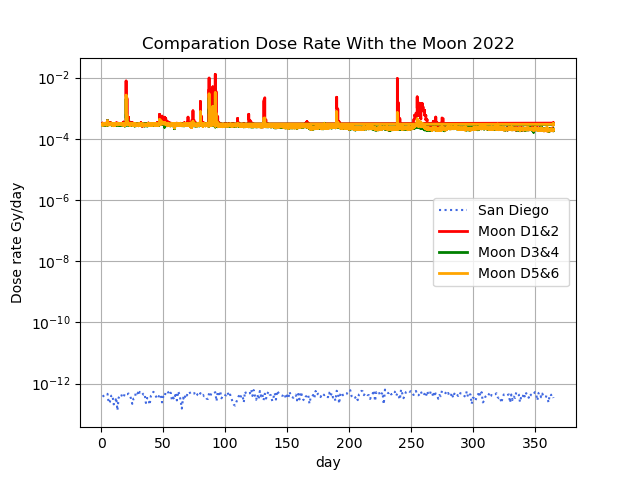 Comparation Dose Rate With the Moon 2022
Dose rate Gy/day
10⁻²
10⁻⁴
10⁻⁶
10⁻⁸
10⁻¹⁰
10⁻¹²
San Diego
Moon D1&2
Moon D3&4
Moon D5&6
0 50 100 150 200 250 300 350
day